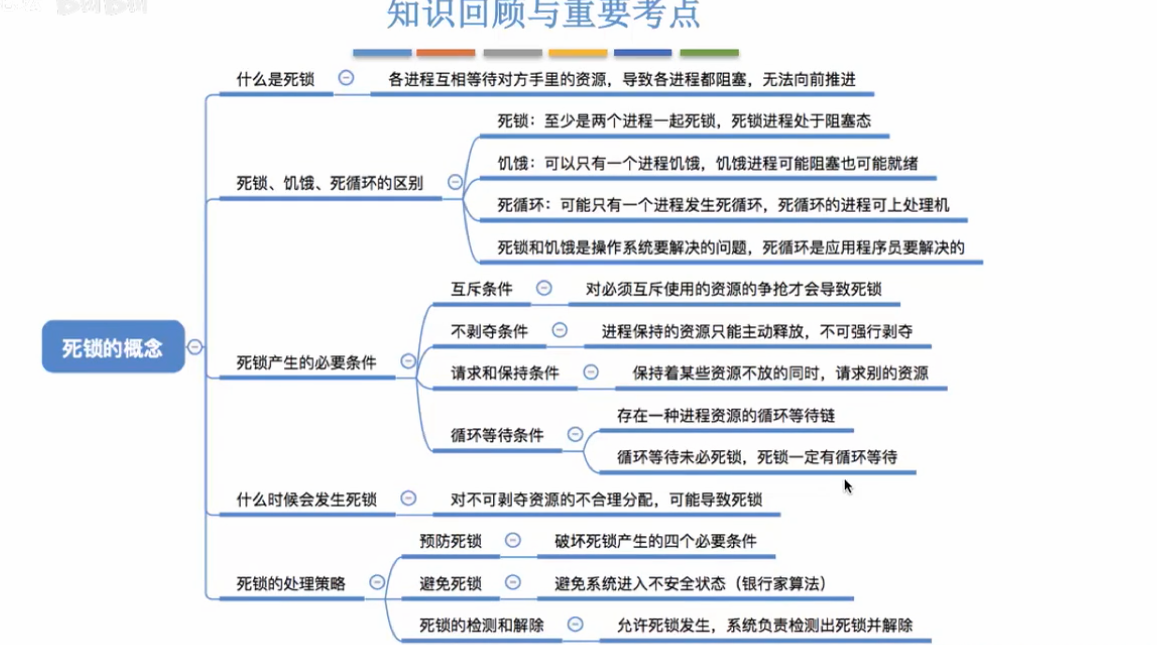 知识回顾与重要考点
什么是死锁
各进程互相等待对方手里的资源，导致各进程都阻塞，无法向前推进
死锁、饥饿、死循环的区别
死锁：至少是两个进程一起死锁，死锁进程处于阻塞态
饥饿：可以只有一个进程饥饿，饥饿进程可能阻塞也可能就绪
死循环：可能只有一个进程发生死循环，死循环的进程可上处理机
死锁和饥饿是操作系统要解决的问题，死循环是应用程序员要解决的
死锁的概念
死锁产生的必要条件
互斥条件
对必须互斥使用的资源的争抢才会导致死锁
不剥夺条件
进程保持的资源只能主动释放，不可强行剥夺
请求和保持条件
保持着某些资源不放的同时，请求别的资源
循环等待条件
存在一种进程资源的循环等待链
循环等待未必死锁，死锁一定有循环等待
什么时候会发生死锁
对不可剥夺资源的不合理分配，可能导致死锁
死锁的处理策略
预防死锁
破坏死锁产生的四个必要条件
避免死锁
避免系统进入不安全状态（银行家算法）
死锁的检测和解除
允许死锁发生，系统负责检测出死锁并解除